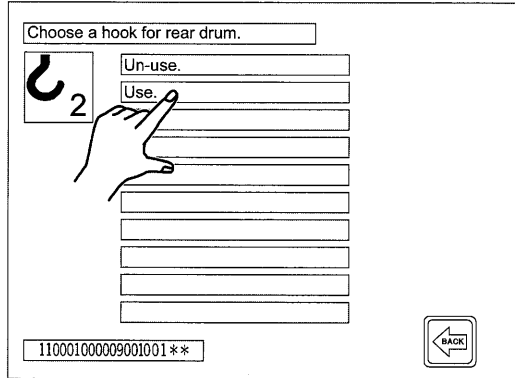 Choose a hook for rear drum.
2
Un-use.
Use.
BACK
110001000009001001**